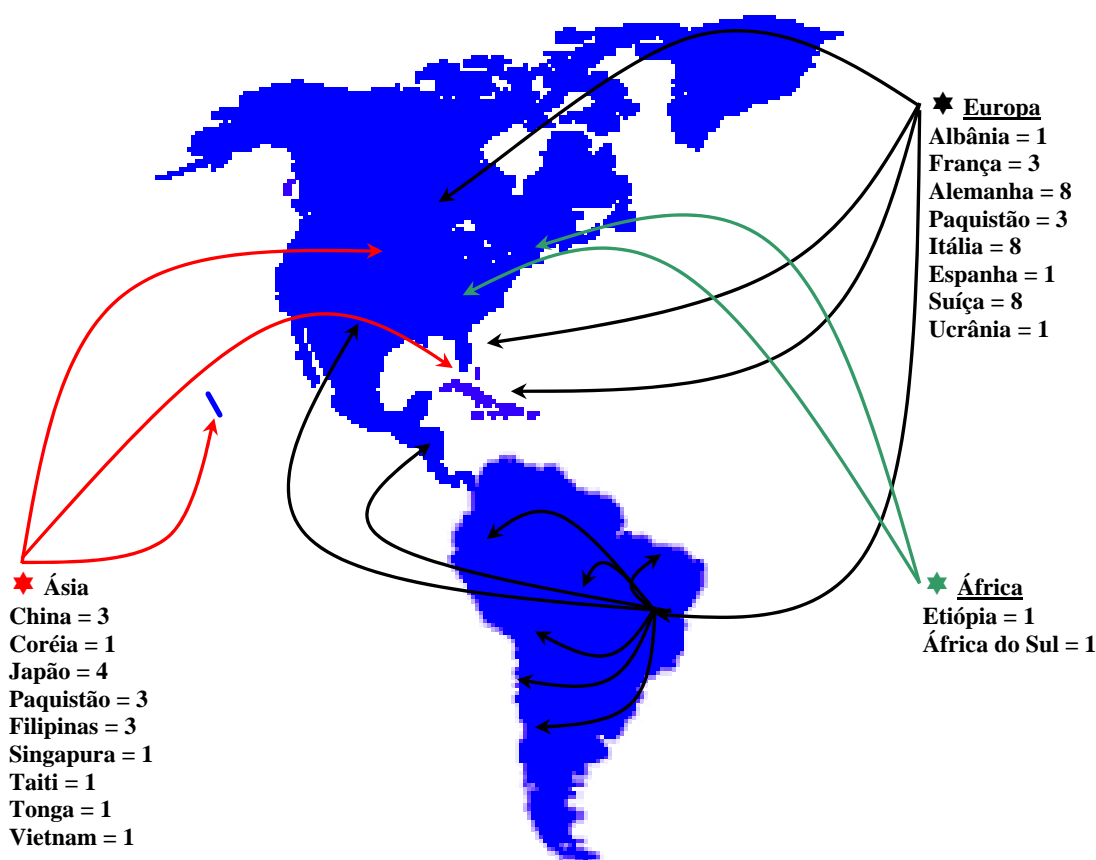 Europa
Albânia = 1
França = 3
Alemanha = 8
Paquistão = 3
Itália = 8
Espanha = 1
Suíça = 8
Ucrânia = 1
Ásia
China = 3
Coréia = 1
Japão = 4
Paquistão = 3
Filipinas = 3
Singapura = 1
Taiti = 1
Tonga = 1
Vietnam = 1
África
Etiópia = 1
África do Sul = 1